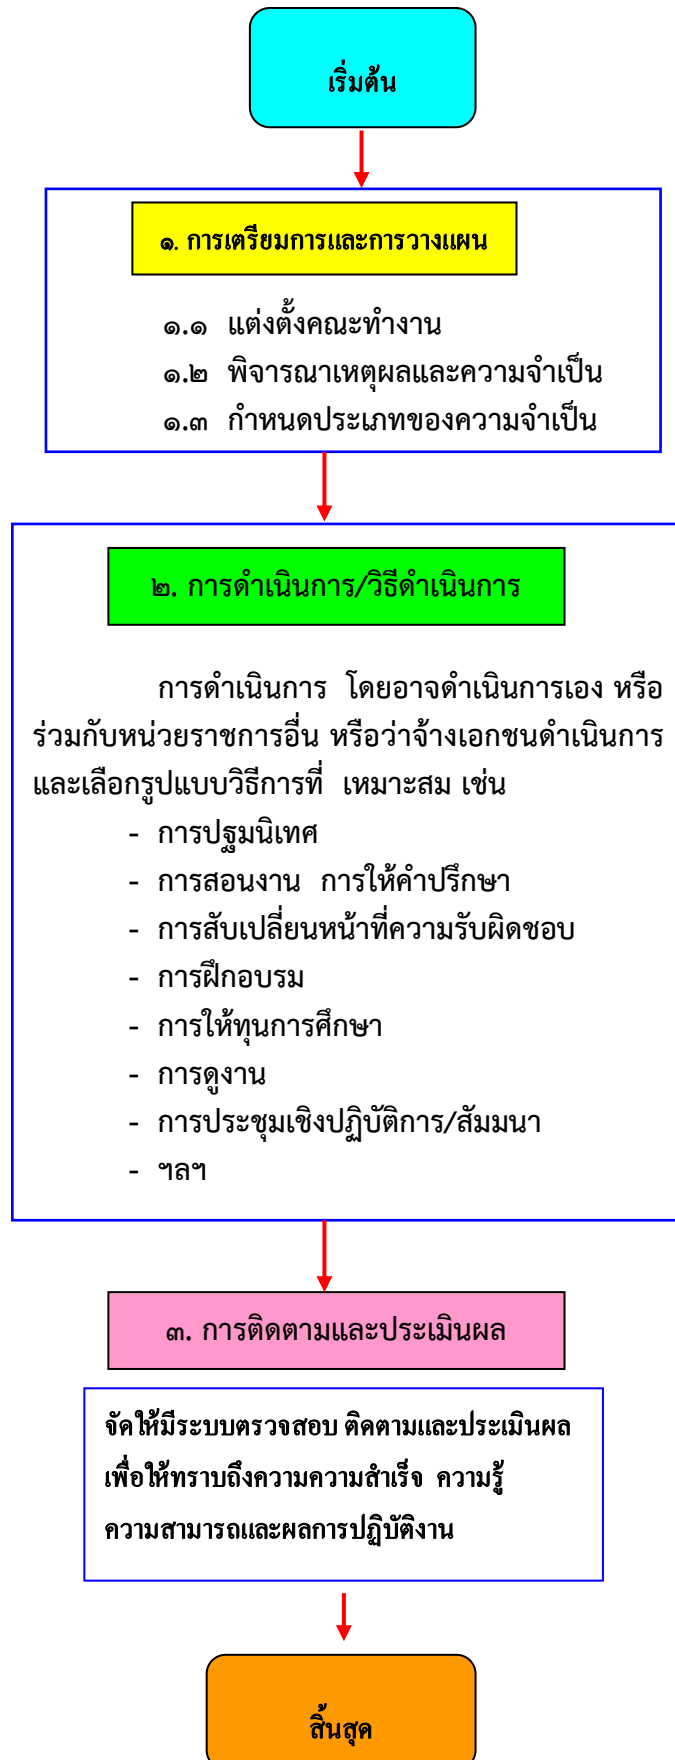 เริ่มต้น
๑. การเตรียมการและการวางแผน
๑.๑ แต่งตั้งคณะทำงาน
๑.๒ พิจารณาเหตุผลและความจำเป็น
๑.๓ กำหนดประเภทของความจำเป็น
๒. การดำเนินการ/วิธีดำเนินการ
การดำเนินการ โดยอาจดำเนินการเอง หรือ
ร่วมกับหน่วยราชการอื่น หรือว่าจ้างเอกชนดำเนินการ
และเลือกรูปแบบวิธีการที่ เหมาะสม เช่น
- การปฐมนิเทศ
- การสอนงาน การให้คำปรึกษา
- การสับเปลี่ยนหน้าที่ความรับผิดชอบ
- การฝึกอบรม
- การให้ทุนการศึกษา
- การดูงาน
- การประชุมเชิงปฏิบัติการ/สัมมนา
- ฯลฯ
๓. การติดตามและประเมินผล
จัดให้มีระบบตรวจสอบ ติดตามและประเมินผล
เพื่อให้ทราบถึงความความสำเร็จ ความรู้
ความสามารถและผลการปฏิบัติงาน
สิ้นสุด